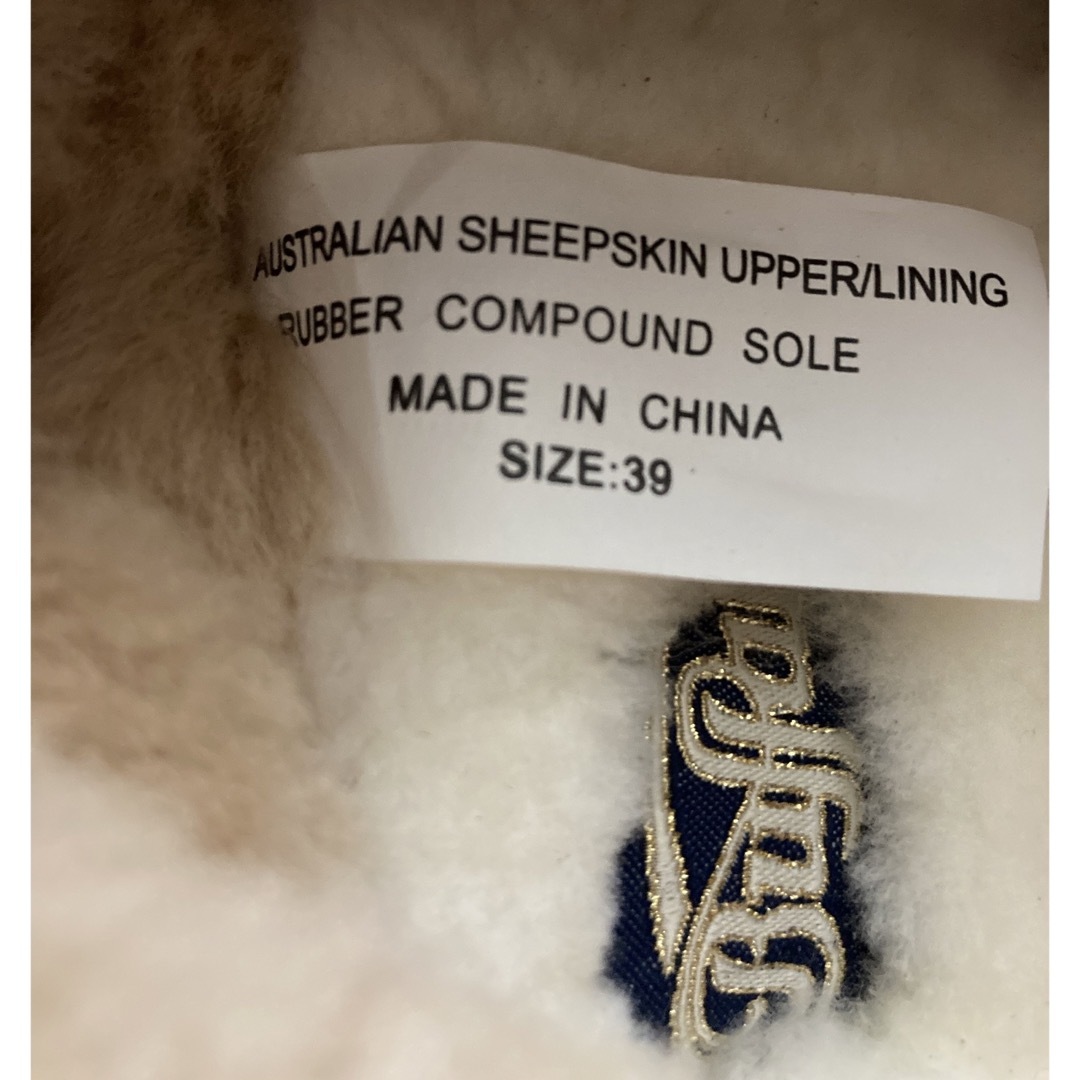 AUSTRALIAN SHEEPSKIN UPPER/LINING
RUBBER COMPOUND SOLE
MADE IN CHINA
SIZE:39